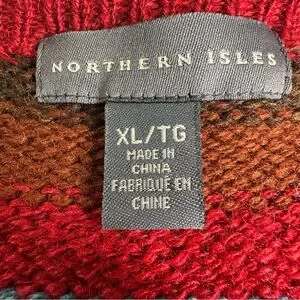 NORTHERN ISLES
XL/TG
MADE IN
CHINA
FABRIQUÉ EN
CHINE